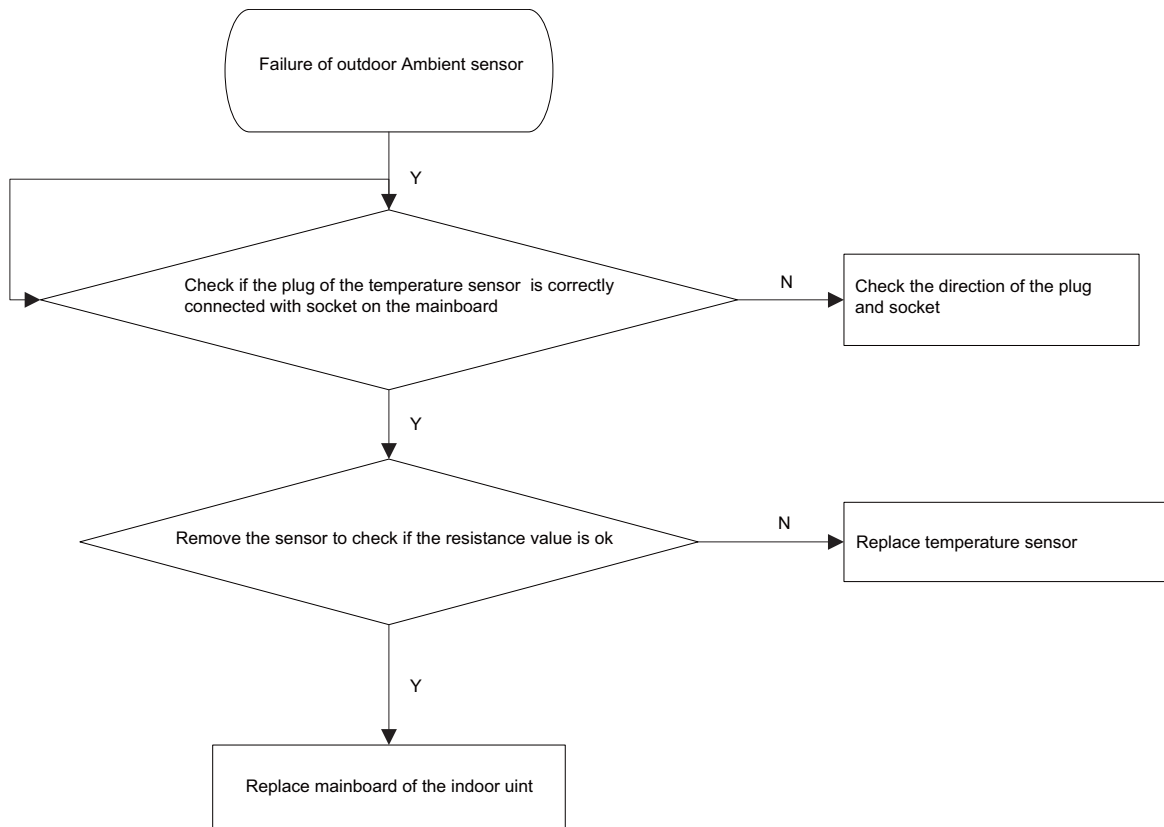 Failure of outdoor Ambient sensor
Y
Check if the plug of the temperature sensor is correctly
connected with socket on the mainboard
N
Check the direction of the plug
and socket
Y
Remove the sensor to check if the resistance value is ok
N
Replace temperature sensor
Y
Replace mainboard of the indoor uint